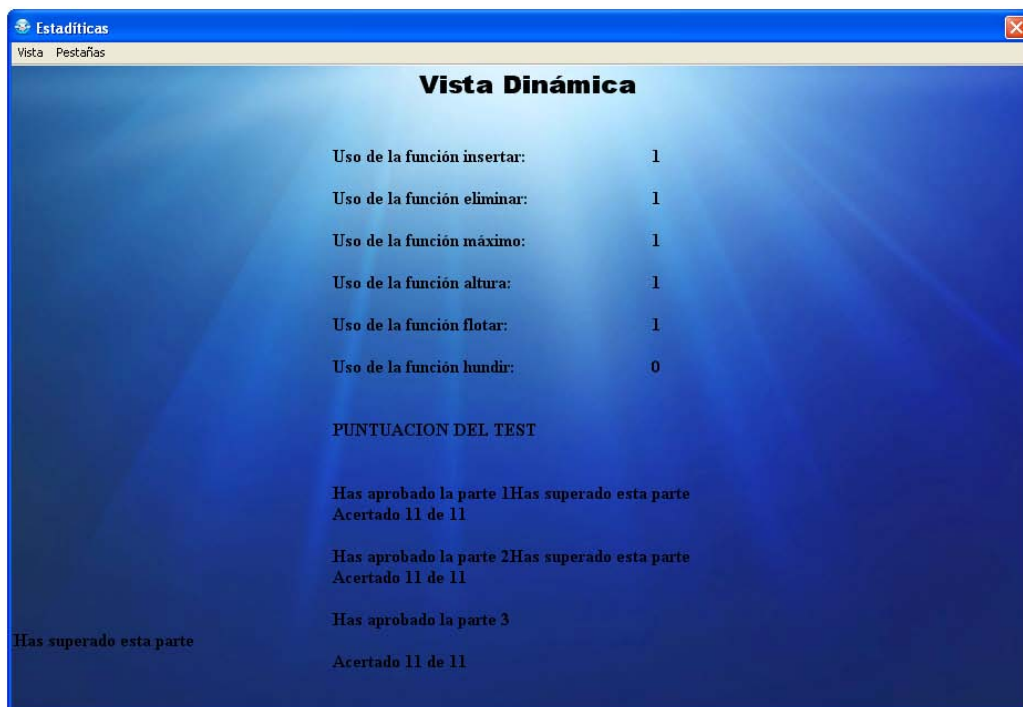 Estadíticas
Vista Pestañas
Vista Dinámica
Uso de la función insertar: 1
Uso de la función eliminar: 1
Uso de la función máximo: 1
Uso de la función altura: 1
Uso de la función flotar: 1
Uso de la función hundir: 0
PUNTUACION DEL TEST
Has aprobado la parte 1Has superado esta parte
Acertado 11 de 11
Has aprobado la parte 2Has superado esta parte
Acertado 11 de 11
Has aprobado la parte 3
Has superado esta parte
Acertado 11 de 11